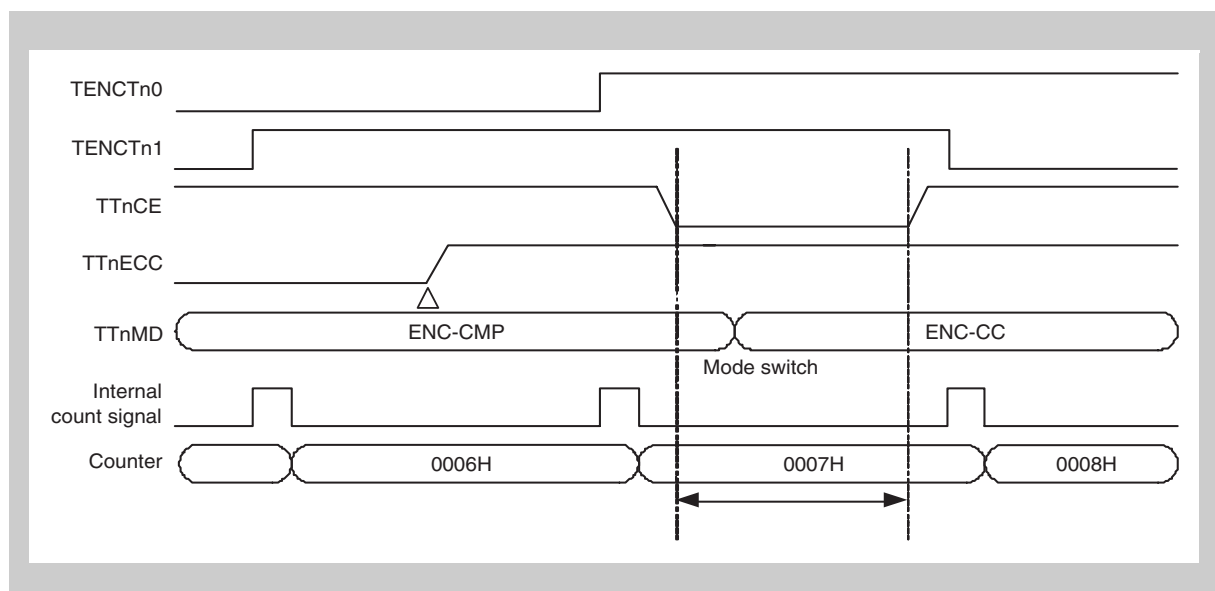 TENCTn0
TENCTn1
TTnCE
TTnECC
TTnMD
ENC-CMP
ENC-CC
Mode switch
Internal
count signal
Counter
0006H
0007H
0008H